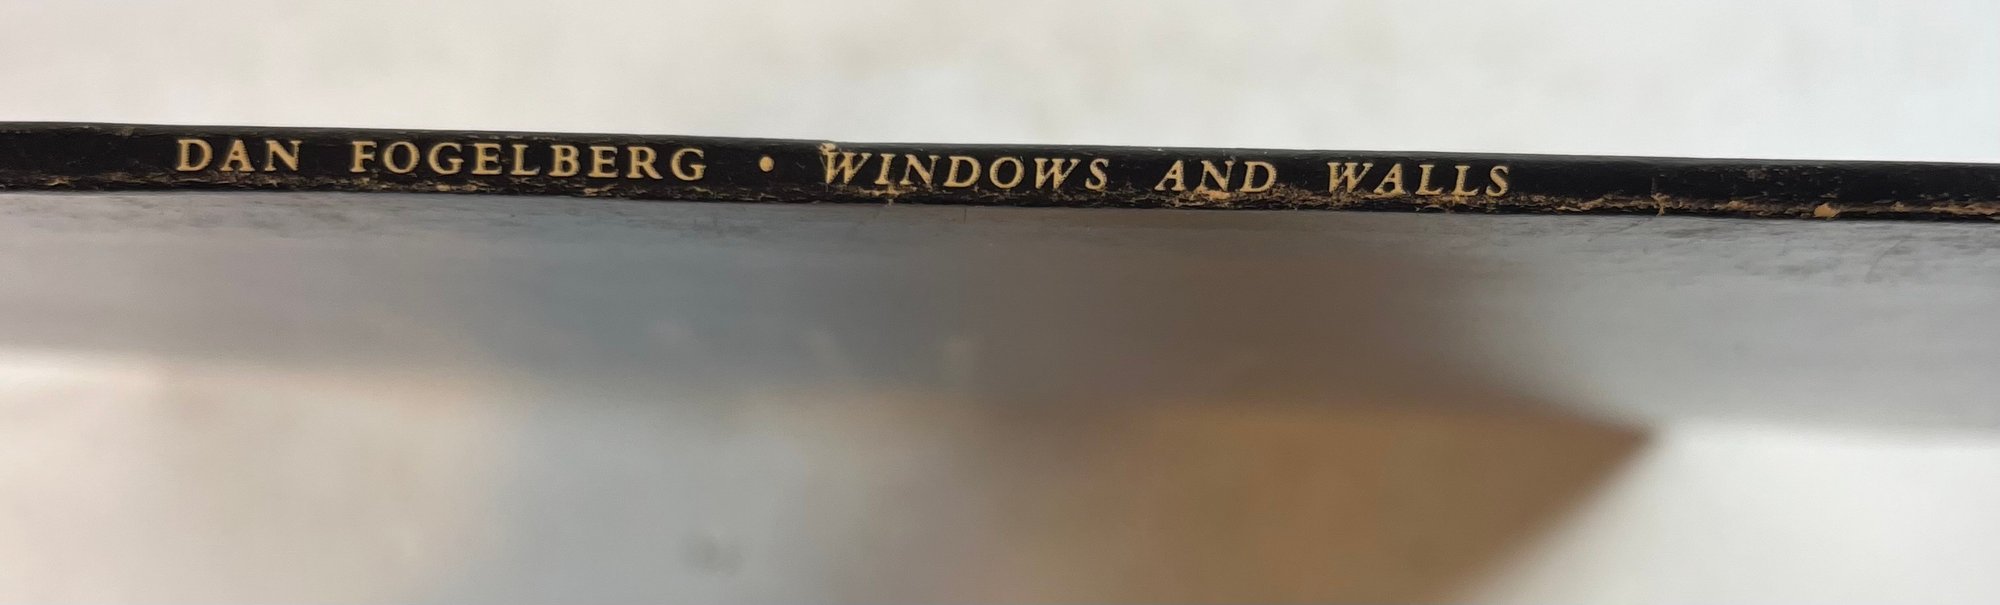 DAN FOGELBERG • WINDOWS AND WALLS